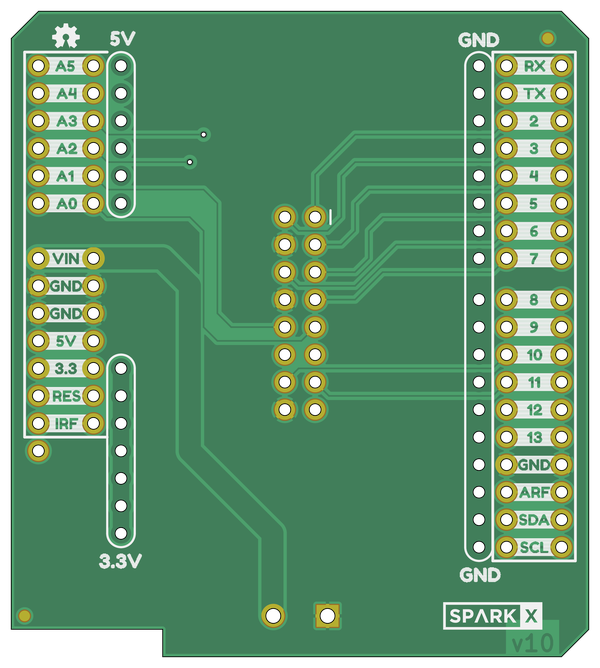 5V
GND
A5
A4
A3
A2
A1
A0
VIN
GND
GND
5V
3.3
RES
IRF
3.3V
RX
TX
2
3
4
5
6
7
8
9
10
11
12
13
GND
ARF
SDA
SCL
GND
SPARK X
v10